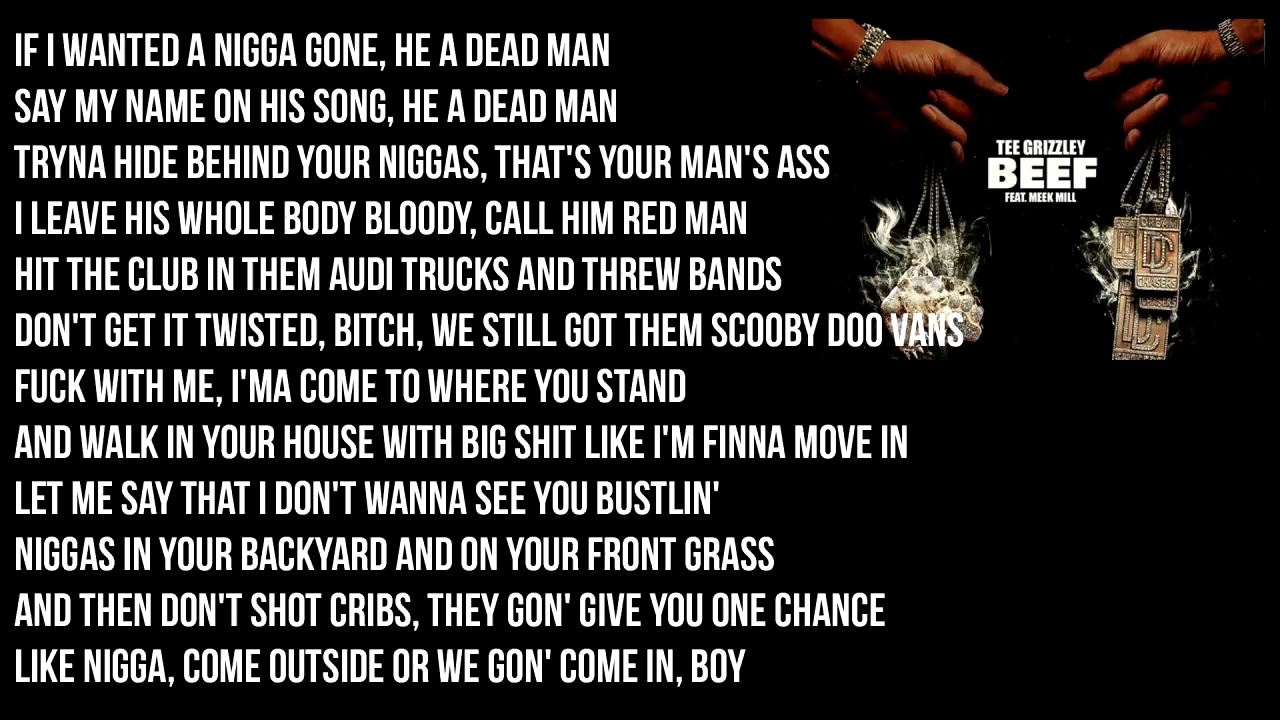 IF I WANTED A NIGGA GONE, HE A DEAD MAN
SAY MY NAME ON HIS SONG, HE A DEAD MAN
TRYNA HIDE BEHIND YOUR NIGGAS, THAT'S YOUR MAN'S ASS
I LEAVE HIS WHOLE BODY BLOODY, CALL HIM RED MAN
HIT THE CLUB IN THEM AUDI TRUCKS AND THREW BANDS
DON'T GET IT TWISTED, BITCH, WE STILL GOT THEM SCOOBY DOO VANS
FUCK WITH ME, I'MA COME TO WHERE YOU STAND
AND WALK IN YOUR HOUSE WITH BIG SHIT LIKE I'M FINNA MOVE IN
LET ME SAY THAT I DON'T WANNA SEE YOU BUSTLIN'
NIGGAS IN YOUR BACKYARD AND ON YOUR FRONT GRASS
AND THEN DON'T SHOT CRIBS, THEY GON' GIVE YOU ONE CHANCE
LIKE NIGGA, COME OUTSIDE OR WE GON' COME IN, BOY
TEE GRIZZLEY
BEEF
FEAT. MEEK MILL
DREAM
DC
CHASERS
DC
CHASERS
DC